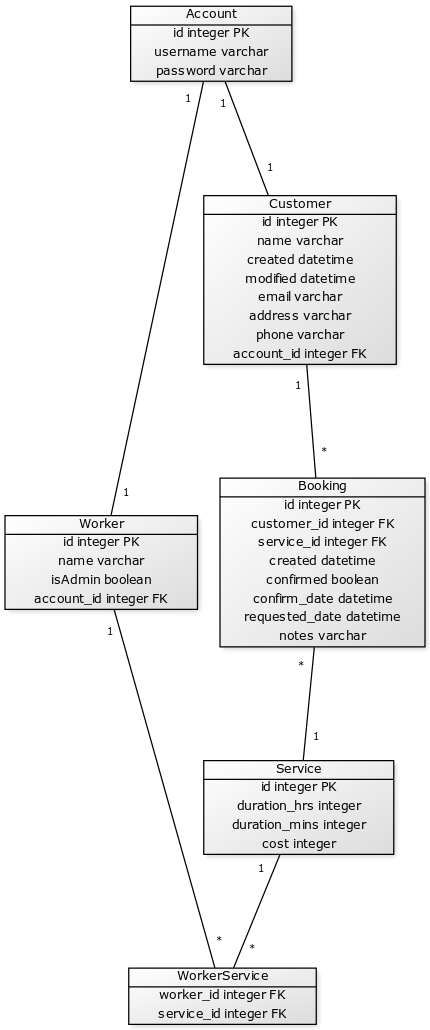 Account
id integer PK
username varchar
password varchar
1
1
1
Customer
id integer PK
name varchar
created datetime
modified datetime
email varchar
address varchar
phone varchar
account_id integer FK
1
*
Booking
id integer PK
customer_id integer FK
service_id integer FK
created datetime
confirmed boolean
confirm_date datetime
requested_date datetime
notes varchar
1
Worker
id integer PK
name varchar
isAdmin boolean
account_id integer FK
1
*
1
Service
id integer PK
duration_hrs integer
duration_mins integer
cost integer
1
*
*
WorkerService
worker_id integer FK
service_id integer FK